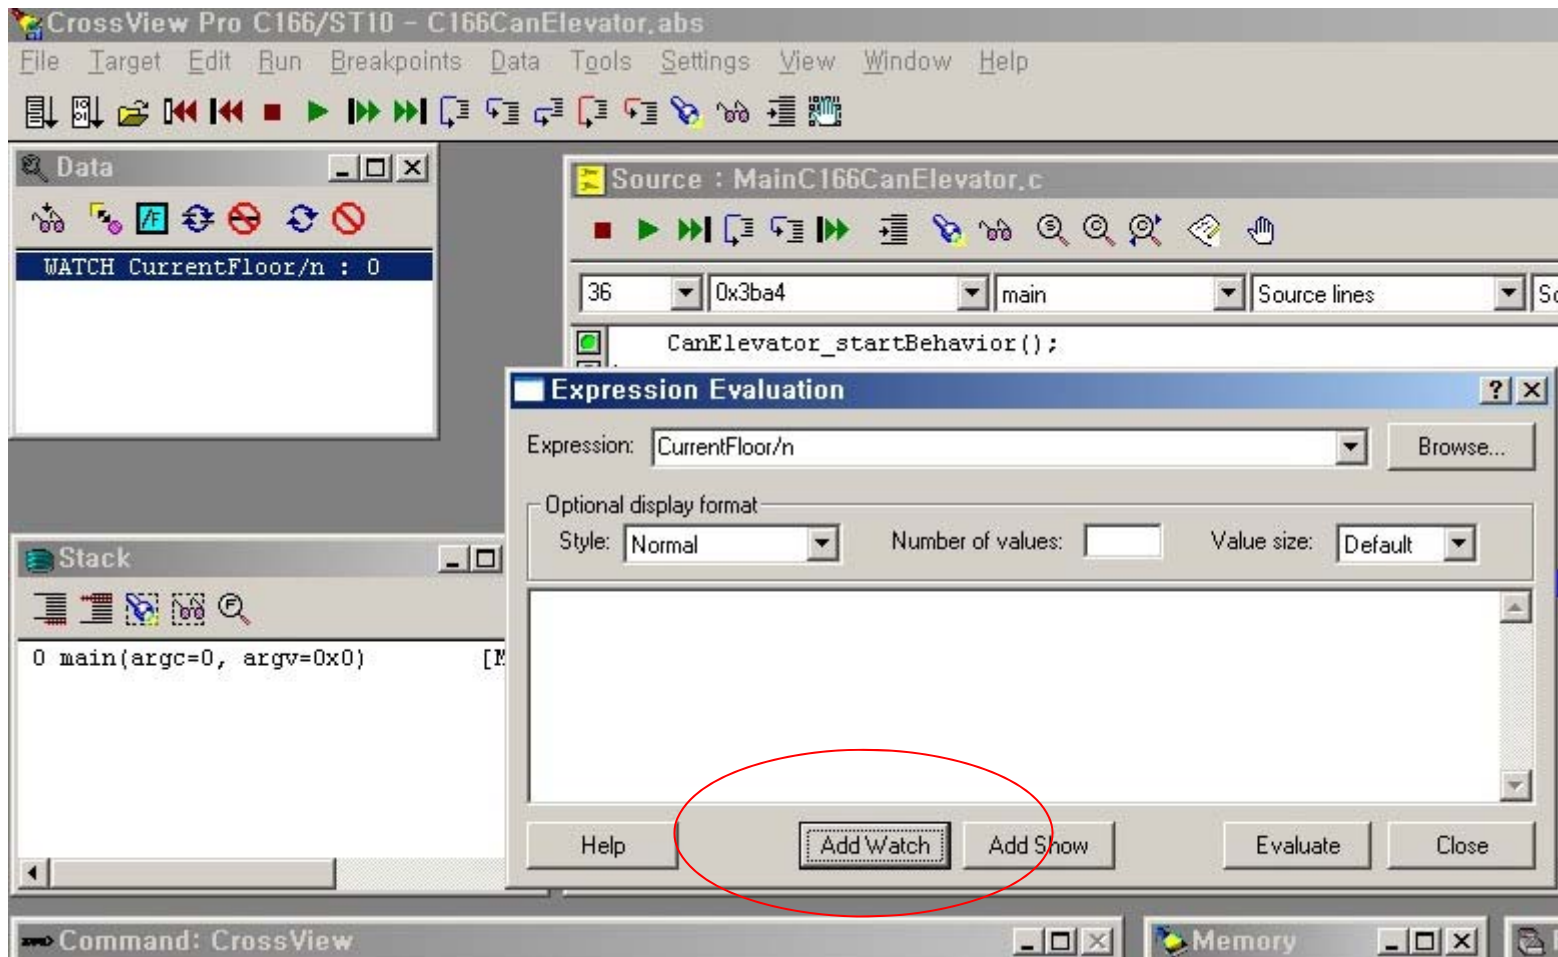 CrossView Pro C166/ST10 - C166CanElevator.abs
File Target Edit Run Breakpoints Data Tools Settings View Window Help
Data
WATCH CurrentFloor/n : 0
Source : MainC166CanElevator.c
36 0x3ba4 main Source lines
CanElevator_startBehavior();
Expression Evaluation
Expression: CurrentFloor/n Browse...
Optional display format
Style: Normal Number of values: Value size: Default
Stack
0 main(argc=0, argv=0x0)
Help Add Watch Add Show Evaluate Close
Command: CrossView
Memory